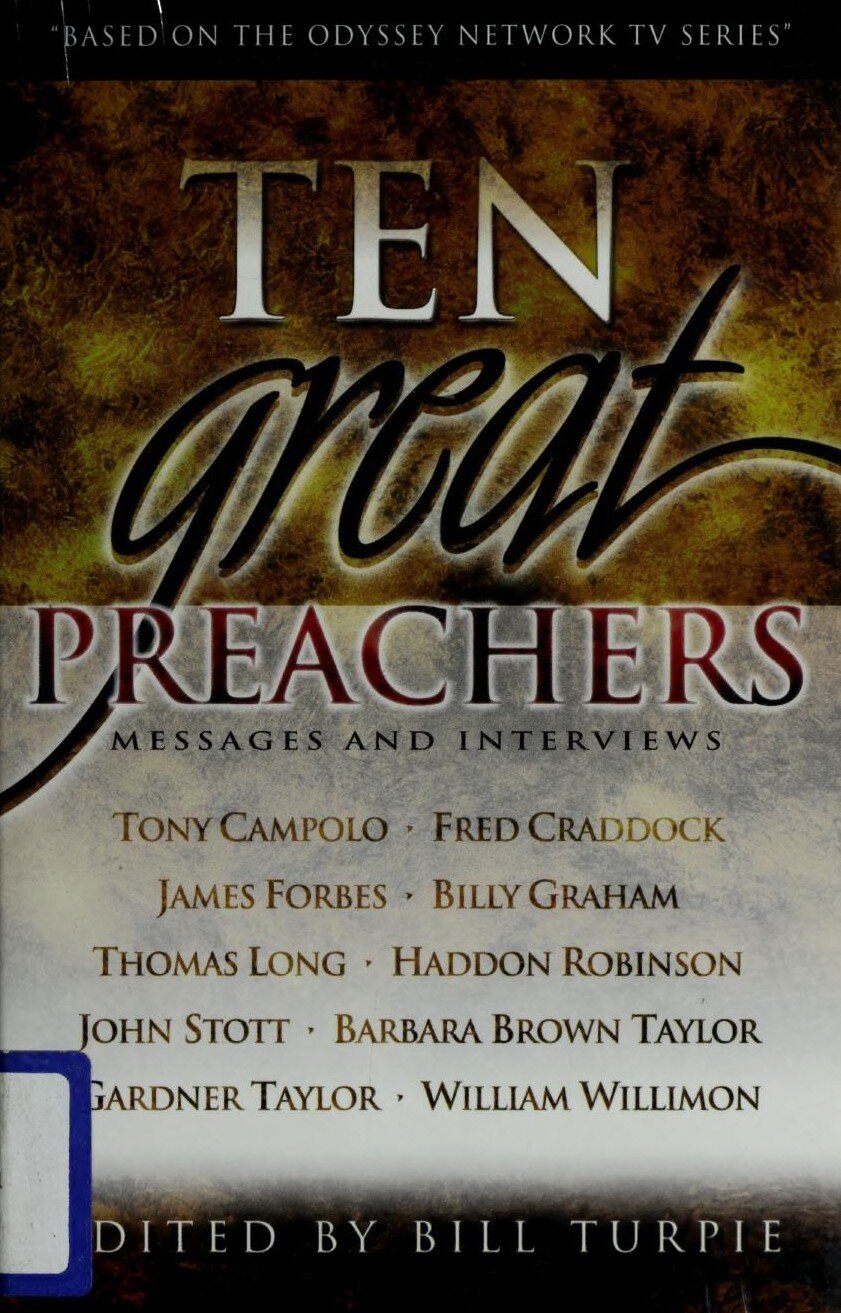 "BASED ON THE ODYSSEY NETWORK TV SERIES"
TEN
great
PREACHERS
MESSAGES AND INTERVIEWS
TONY CAMPOLO · FRED CRADDOCK
JAMES FORBES · BILLY GRAHAM
THOMAS LONG · HADDON ROBINSON
JOHN STOTT · BARBARA BROWN TAYLOR
GARDNER TAYLOR · WILLIAM WILLIMON
DITED BY BILL TURPIE